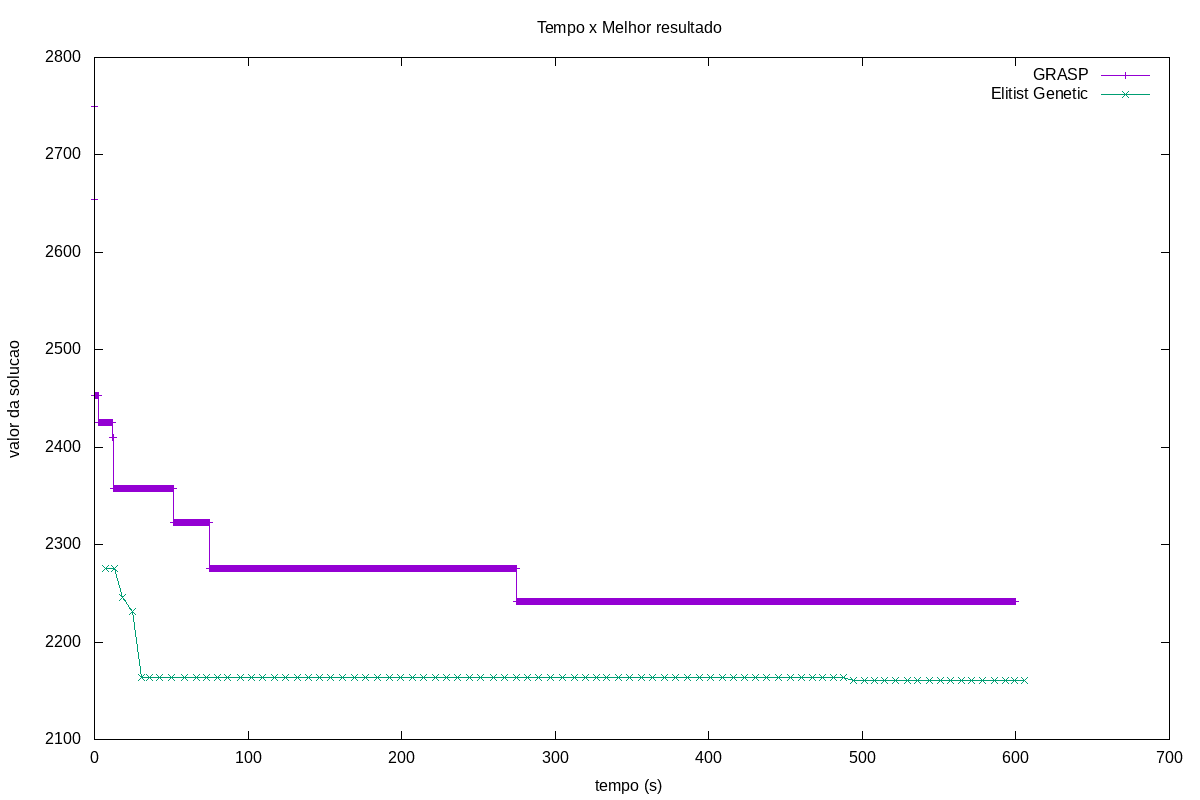 Tempo x Melhor resultado
2800
2700
2600
2500
2400
2300
2200
2100
valor da solucao
GRASP
Elitist Genetic
0 100 200 300 400 500 600 700
tempo (s)